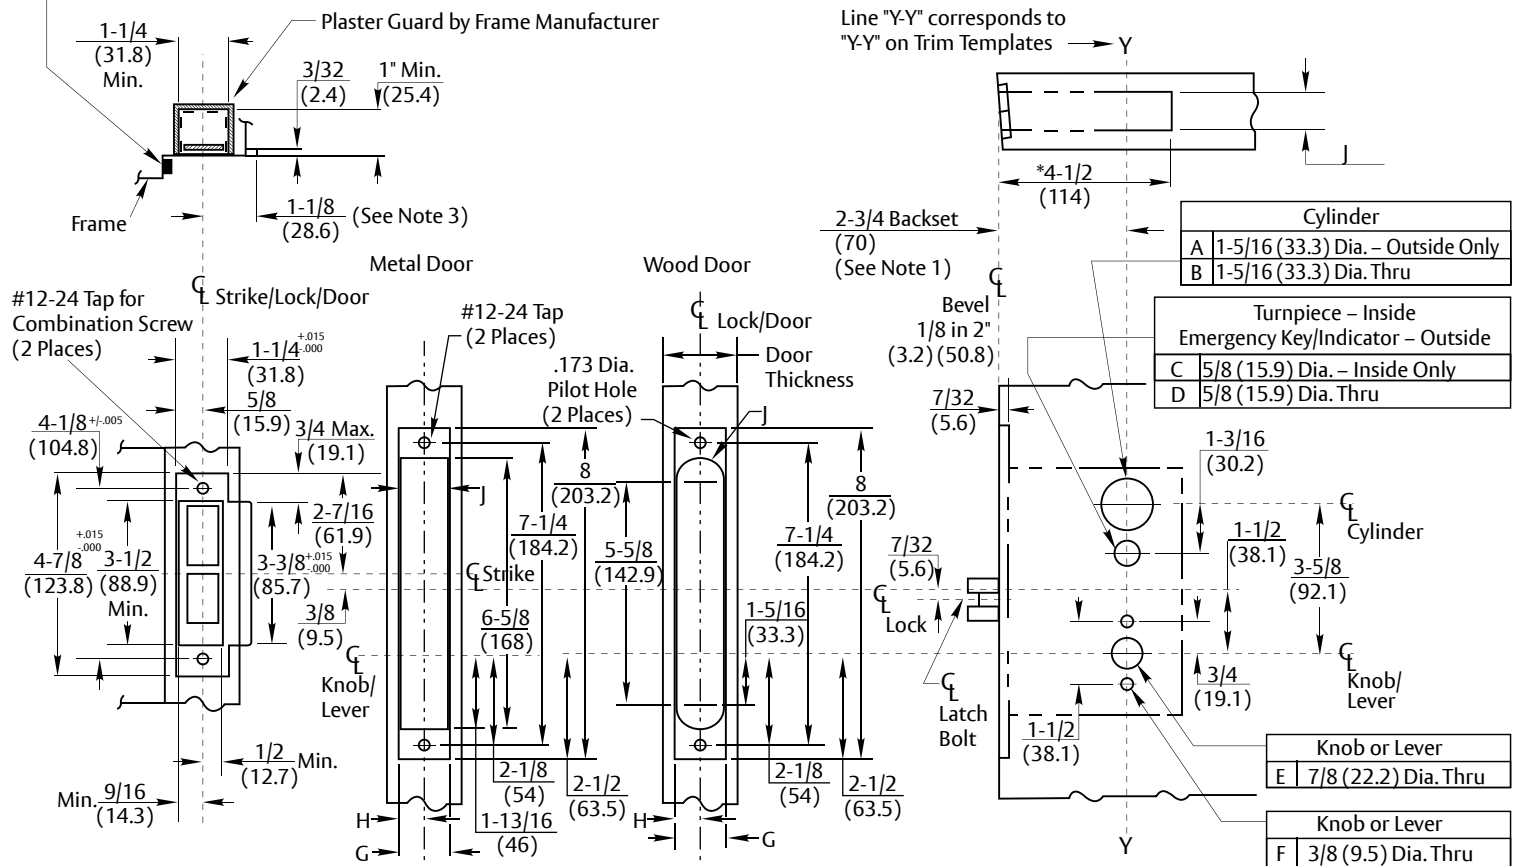 Plaster Guard by Frame Manufacturer
1-1/4
(31.8)
Min.
3/32
(2.4)
1" Min.
(25.4)
Frame
1-1/8
(28.6)
(See Note 3)
Line "Y-Y" corresponds to
"Y-Y" on Trim Templates
Y
J
*4-1/2
(114)
2-3/4 Backset
(70)
(See Note 1)
Cylinder
A 1-5/16 (33.3) Dia. – Outside Only
B 1-5/16 (33.3) Dia. Thru
Turnpiece – Inside
Emergency Key/Indicator – Outside
C 5/8 (15.9) Dia. – Inside Only
D 5/8 (15.9) Dia. Thru
CL Strike/Lock/Door
#12-24 Tap for
Combination Screw
(2 Places)
1-1/4 +.015 -.000
(31.8)
5/8
(15.9)
4-1/8 +/-.005
(104.8)
3/4 Max.
(19.1)
2-7/16
(61.9)
+.015
-.000
4-7/8
(123.8)
3-1/2
(88.9)
Min.
3-3/8 +.015 -.000
(85.7)
3/8
(9.5)
CL
Knob/
Lever
1/2
(12.7)
Min.
Min. 9/16
(14.3)
Metal Door
#12-24 Tap
(2 Places)
J
8
(203.2)
7-1/4
(184.2)
CL Strike
6-5/8
(168)
2-1/8
(54)
2-1/2
(63.5)
1-13/16
(46)
H
G
Wood Door
CL Lock/Door
Door
Thickness
.173 Dia.
Pilot Hole
(2 Places)
J
8
(203.2)
7-1/4
(184.2)
5-5/8
(142.9)
1-5/16
(33.3)
2-1/8
(54)
2-1/2
(63.5)
H
G
CL
Bevel
1/8 in 2"
(3.2) (50.8)
7/32
(5.6)
1-3/16
(30.2)
CL
Cylinder
1-1/2
(38.1)
3-5/8
(92.1)
7/32
(5.6)
CL
Lock
CL
Latch
Bolt
3/4
(19.1)
CL
Knob/
Lever
1-1/2
(38.1)
Knob or Lever
E 7/8 (22.2) Dia. Thru
Knob or Lever
F 3/8 (9.5) Dia. Thru
Y